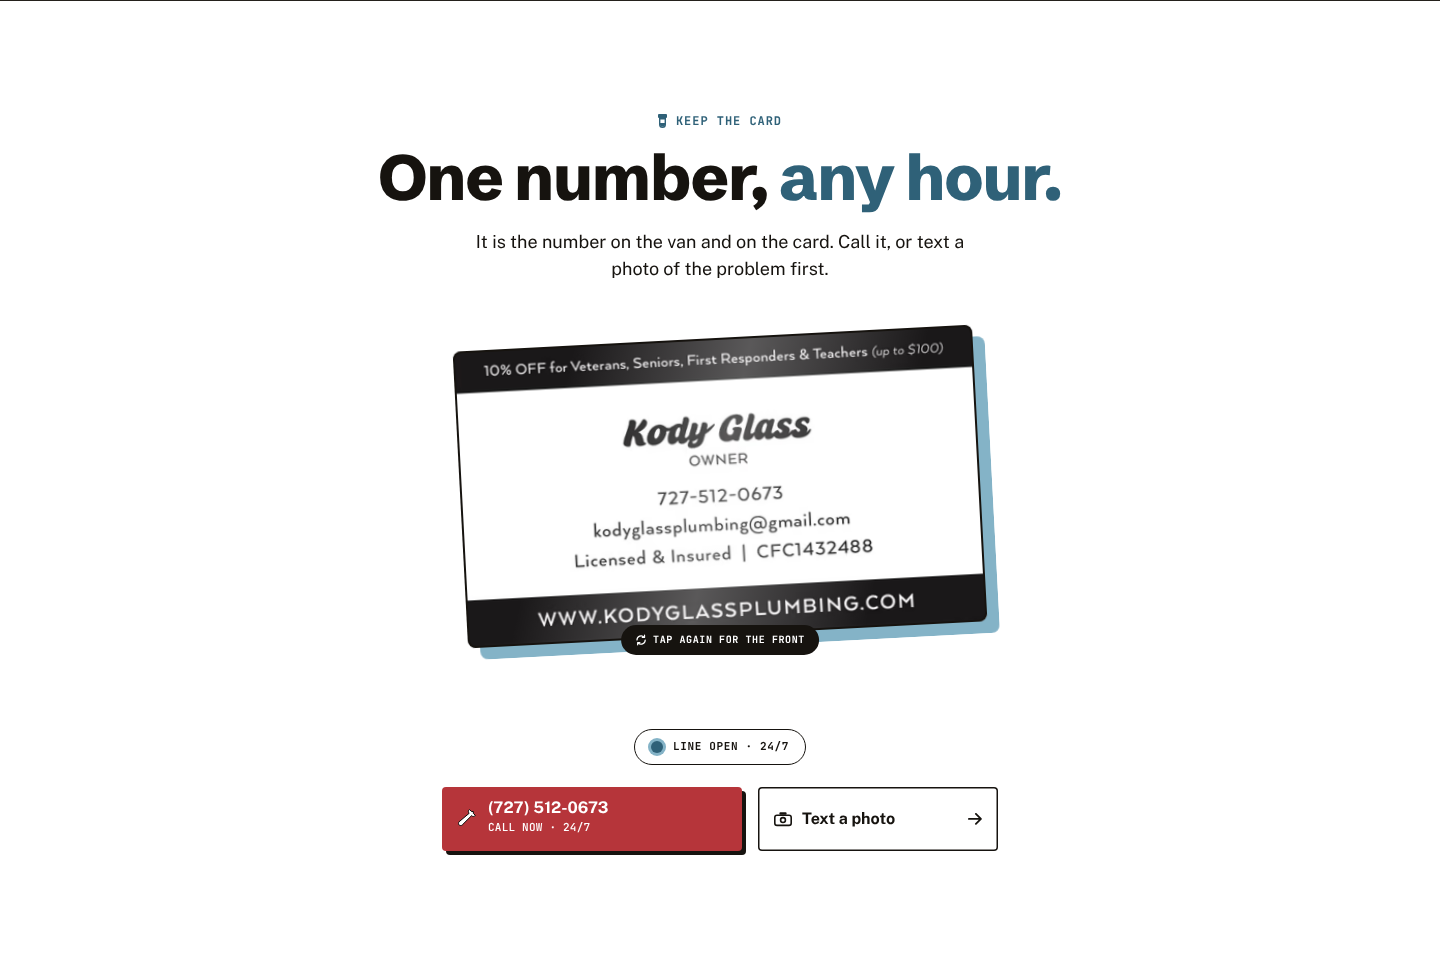 KEEP THE CARD
One number, any hour.
It is the number on the van and on the card. Call it, or text a
photo of the problem first.
10% OFF for Veterans, Seniors, First Responders & Teachers (up to $100)
Kody Glass
OWNER
727-512-0673
kodyglassplumbing@gmail.com
Licensed & Insured | CFC1432488
WWW.KODYGLASSPLUMBING.COM
TAP AGAIN FOR THE FRONT
LINE OPEN · 24/7
(727) 512-0673
CALL NOW · 24/7
Text a photo